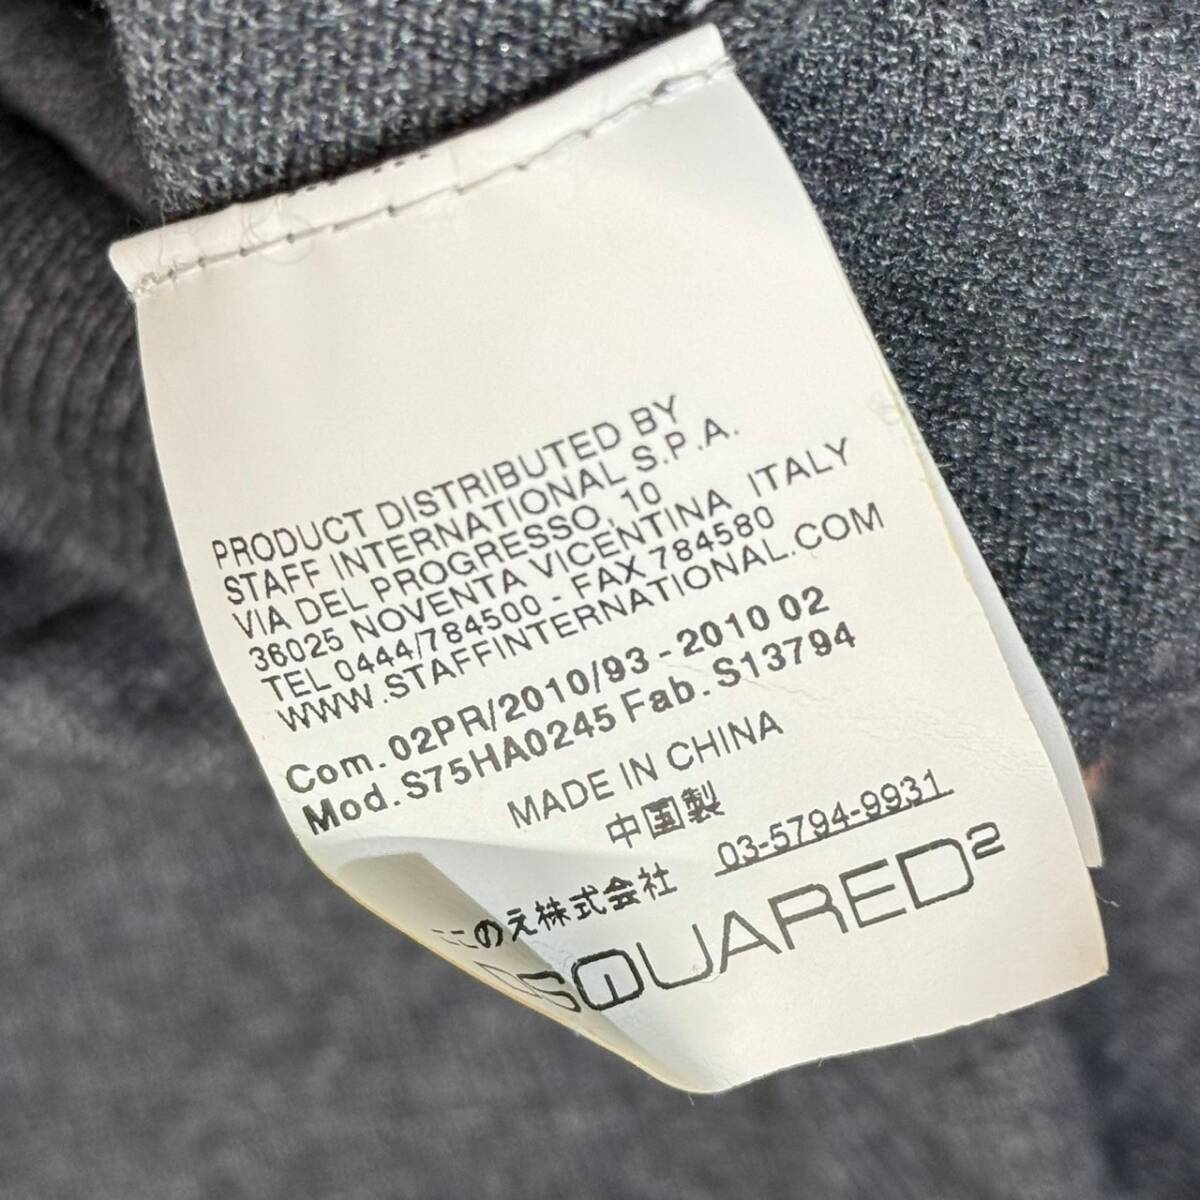 PRODUCT DISTRIBUTED BY
STAFF INTERNATIONAL S.P.A.
VIA DEL PROGRESSO, 10
36025 NOVENTA VICENTINA ITALY
TEL 0444/784500 - FAX 784580
WWW.STAFFINTERNATIONAL.COM
Com. 02PR/2010/93 - 2010 02
Mod. S75HA0245 Fab. S13794
MADE IN CHINA
中国製
ここのえ株式会社 03-5794-9931
DSQUARED2